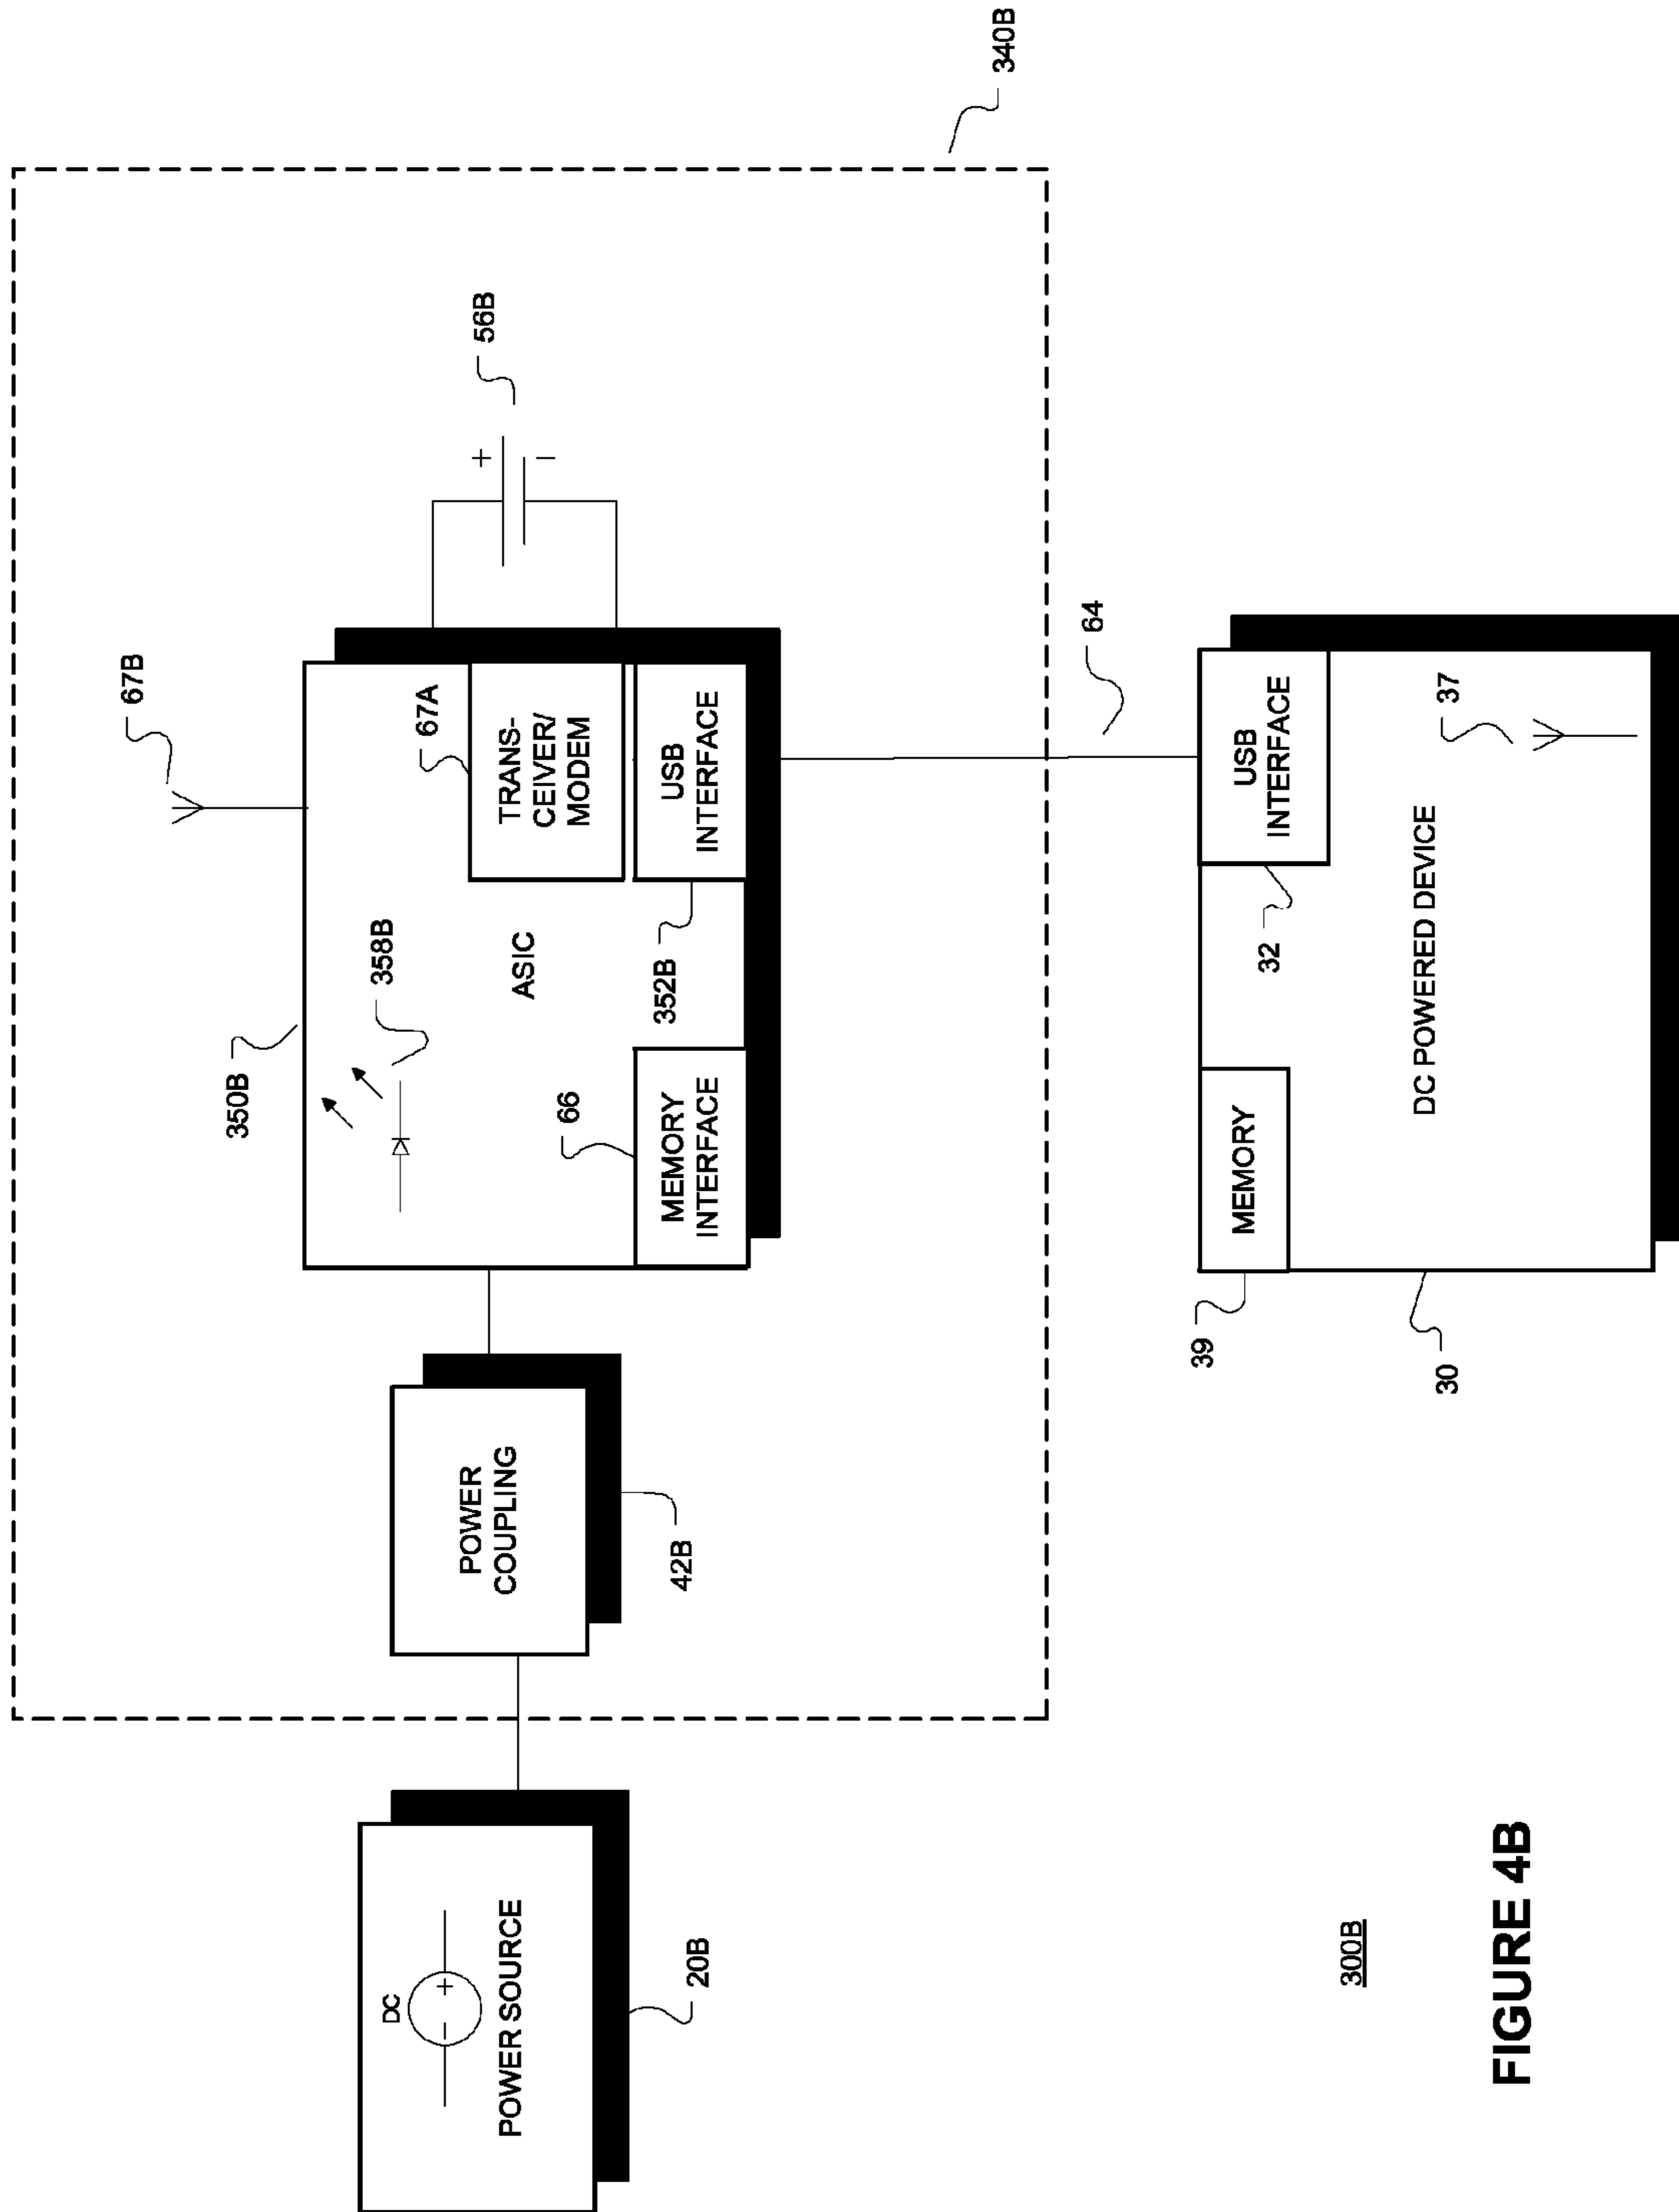 340B
67B
56B
350B
358B
67A
TRANS-
CEIVER/
MODEM
ASIC
+
−
66
MEMORY
INTERFACE
352B
USB
INTERFACE
POWER
COUPLING
42B
DC
− +
POWER SOURCE
20B
64
MEMORY
39
USB
INTERFACE
32
37
DC POWERED DEVICE
30
300B
FIGURE 4B